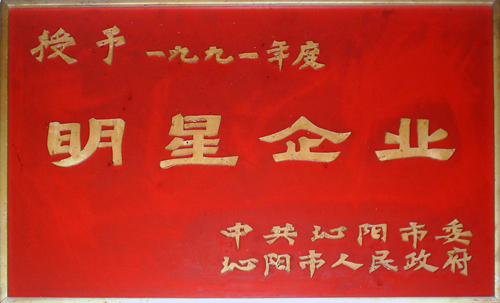 授予一九九一年度
明星企业
中共沁阳市委
沁阳市人民政府